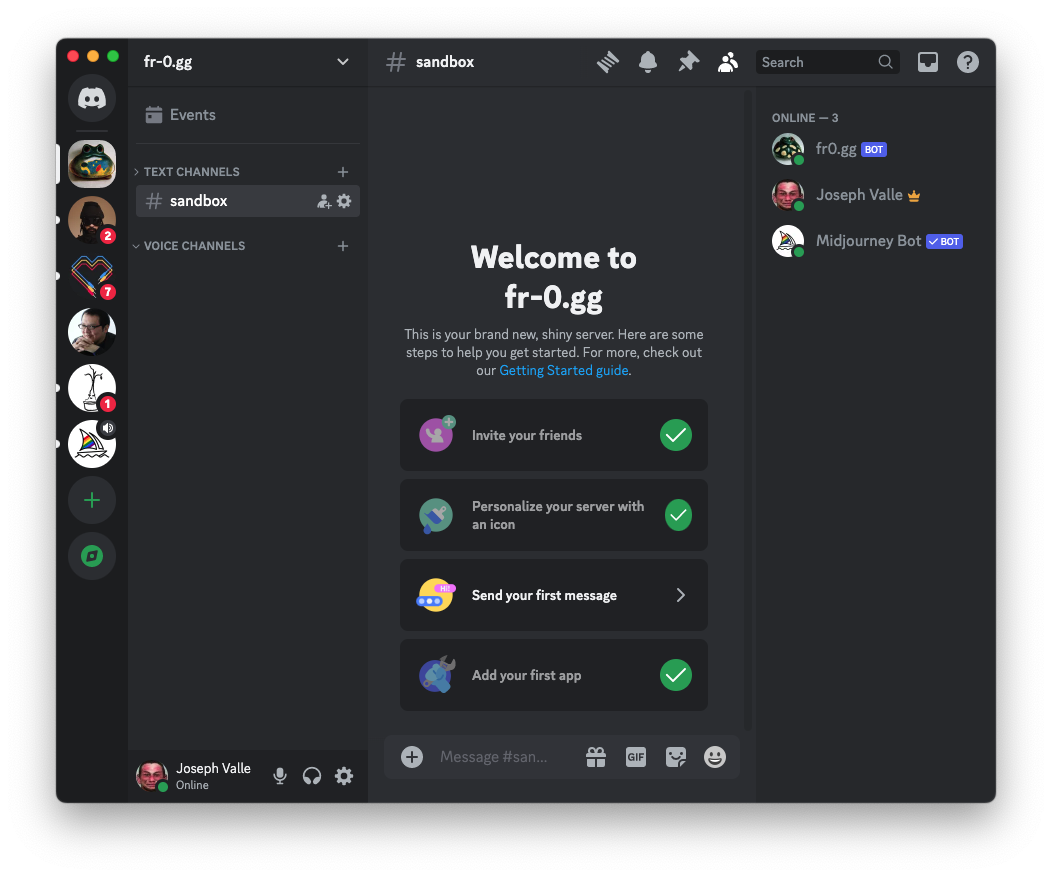 fr-0.gg
Events
TEXT CHANNELS
sandbox
VOICE CHANNELS
2
7
1
Joseph Valle
Online
# sandbox
Search
?
Welcome to
fr-0.gg
This is your brand new, shiny server. Here are some
steps to help you get started. For more, check out
our Getting Started guide.
Invite your friends
Personalize your server with
an icon
Hi!
Send your first message
Add your first app
Message #san...
GIF
ONLINE — 3
fr0.gg BOT
Joseph Valle
Midjourney Bot BOT